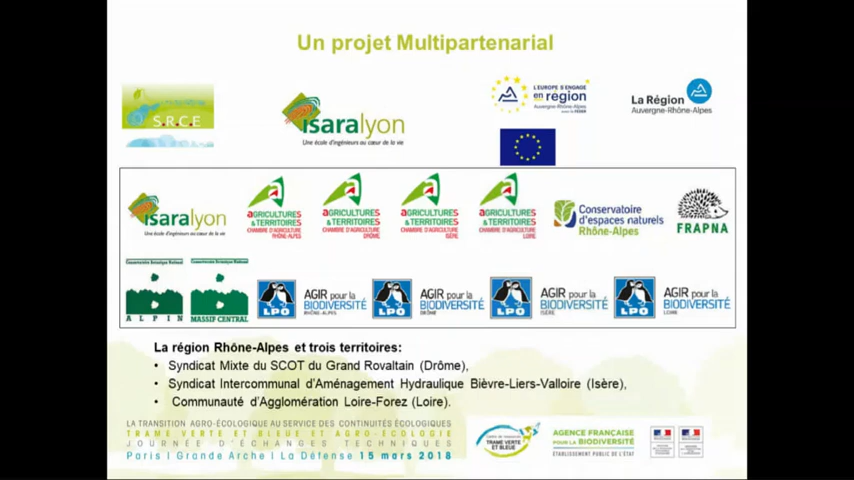 Un projet Multipartenarial
S.R.C.E
isaralyon
Une école d'ingénieurs au cœur de la vie
L'EUROPE S'ENGAGE
en région
Auvergne-Rhône-Alpes
La Région
Auvergne-Rhône-Alpes
isaralyon
Une école d'ingénieurs au cœur de la vie
AGRICULTURES
& TERRITOIRES
CHAMBRE D'AGRICULTURE
RHÔNE-ALPES
AGRICULTURES
& TERRITOIRES
CHAMBRE D'AGRICULTURE
DRÔME
AGRICULTURES
& TERRITOIRES
CHAMBRE D'AGRICULTURE
ISÈRE
AGRICULTURES
& TERRITOIRES
CHAMBRE D'AGRICULTURE
LOIRE
Conservatoire
d'espaces naturels
Rhône-Alpes
FRAPNA
Conservatoire Botanique National
ALPIN
Conservatoire Botanique National
MASSIF CENTRAL
LPO
AGIR pour la
BIODIVERSITÉ
RHÔNE-ALPES
LPO
AGIR pour la
BIODIVERSITÉ
DRÔME
LPO
AGIR pour la
BIODIVERSITÉ
ISÈRE
LPO
AGIR pour la
BIODIVERSITÉ
LOIRE
La région Rhône-Alpes et trois territoires:
• Syndicat Mixte du SCOT du Grand Rovaltain (Drôme),
• Syndicat Intercommunal d'Aménagement Hydraulique Bièvre-Liers-Valloire (Isère),
• Communauté d'Agglomération Loire-Forez (Loire).
LA TRANSITION AGRO-ÉCOLOGIQUE AU SERVICE DES CONTINUITÉS ÉCOLOGIQUES
TRAME VERTE ET BLEUE ET AGRO-ÉCOLOGIE
JOURNÉE D'ÉCHANGES TECHNIQUES
Paris I Grande Arche I La Défense 15 mars 2018
TRAME VERTE
ET BLEUE
AGENCE FRANÇAISE
POUR LA BIODIVERSITÉ
ÉTABLISSEMENT PUBLIC DE L'ÉTAT